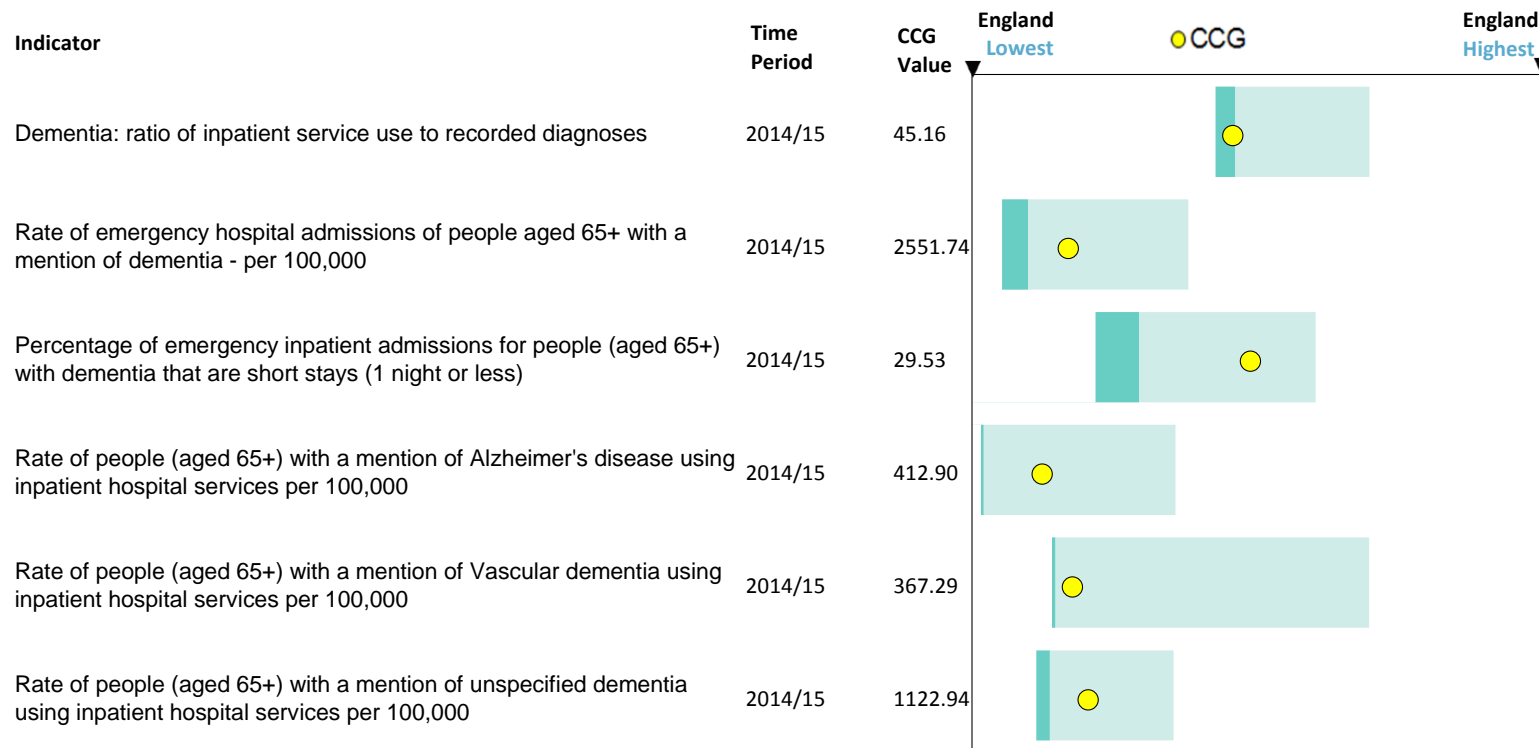 Indicator
Time
Period
CCG
Value
England
Lowest
CCG
England
Highest
Dementia: ratio of inpatient service use to recorded diagnoses
2014/15
45.16
Rate of emergency hospital admissions of people aged 65+ with a
mention of dementia - per 100,000
2014/15
2551.74
Percentage of emergency inpatient admissions for people (aged 65+)
with dementia that are short stays (1 night or less)
2014/15
29.53
Rate of people (aged 65+) with a mention of Alzheimer's disease using
inpatient hospital services per 100,000
2014/15
412.90
Rate of people (aged 65+) with a mention of Vascular dementia using
inpatient hospital services per 100,000
2014/15
367.29
Rate of people (aged 65+) with a mention of unspecified dementia
using inpatient hospital services per 100,000
2014/15
1122.94